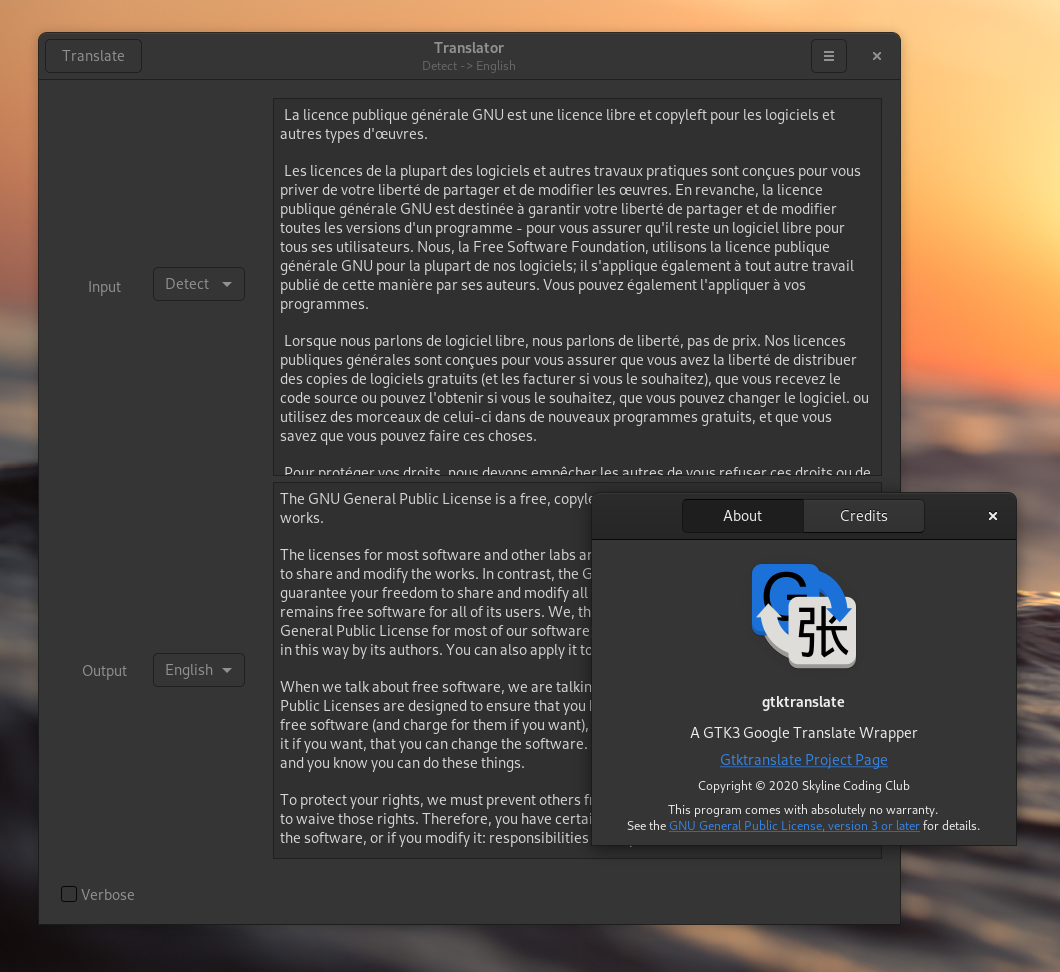 Translate
Translator
Detect -> English
La licence publique générale GNU est une licence libre et copyleft pour les logiciels et
autres types d'œuvres.
Les licences de la plupart des logiciels et autres travaux pratiques sont conçues pour vous
priver de votre liberté de partager et de modifier les œuvres. En revanche, la licence
publique générale GNU est destinée à garantir votre liberté de partager et de modifier
toutes les versions d'un programme - pour vous assurer qu'il reste un logiciel libre pour
tous ses utilisateurs. Nous, la Free Software Foundation, utilisons la licence publique
générale GNU pour la plupart de nos logiciels; il s'applique également à tout autre travail
publié de cette manière par ses auteurs. Vous pouvez également l'appliquer à vos
programmes.
Lorsque nous parlons de logiciel libre, nous parlons de liberté, pas de prix. Nos licences
publiques générales sont conçues pour vous assurer que vous avez la liberté de distribuer
des copies de logiciels gratuits (et les facturer si vous le souhaitez), que vous recevez le
code source ou pouvez l'obtenir si vous le souhaitez, que vous pouvez changer le logiciel. ou
utilisez des morceaux de celui-ci dans de nouveaux programmes gratuits, et que vous
savez que vous pouvez faire ces choses.
Pour protéger vos droits, nous devons empêcher les autres de vous refuser ces droits ou de
Input
Detect
The GNU General Public License is a free, copyle
works.
The licenses for most software and other labs a
to share and modify the works. In contrast, the G
guarantee your freedom to share and modify all
remains free software for all of its users. We, th
General Public License for most of our software
in this way by its authors. You can also apply it to
When we talk about free software, we are talkin
Public Licenses are designed to ensure that you
free software (and charge for them if you want),
it if you want, that you can change the software.
and you know you can do these things.
To protect your rights, we must prevent others f
to waive those rights. Therefore, you have certai
the software, or if you modify it: responsibilities
Output
English
Verbose
About
Credits
G
张
gtktranslate
A GTK3 Google Translate Wrapper
Gtktranslate Project Page
Copyright © 2020 Skyline Coding Club
This program comes with absolutely no warranty.
See the GNU General Public License, version 3 or later for details.